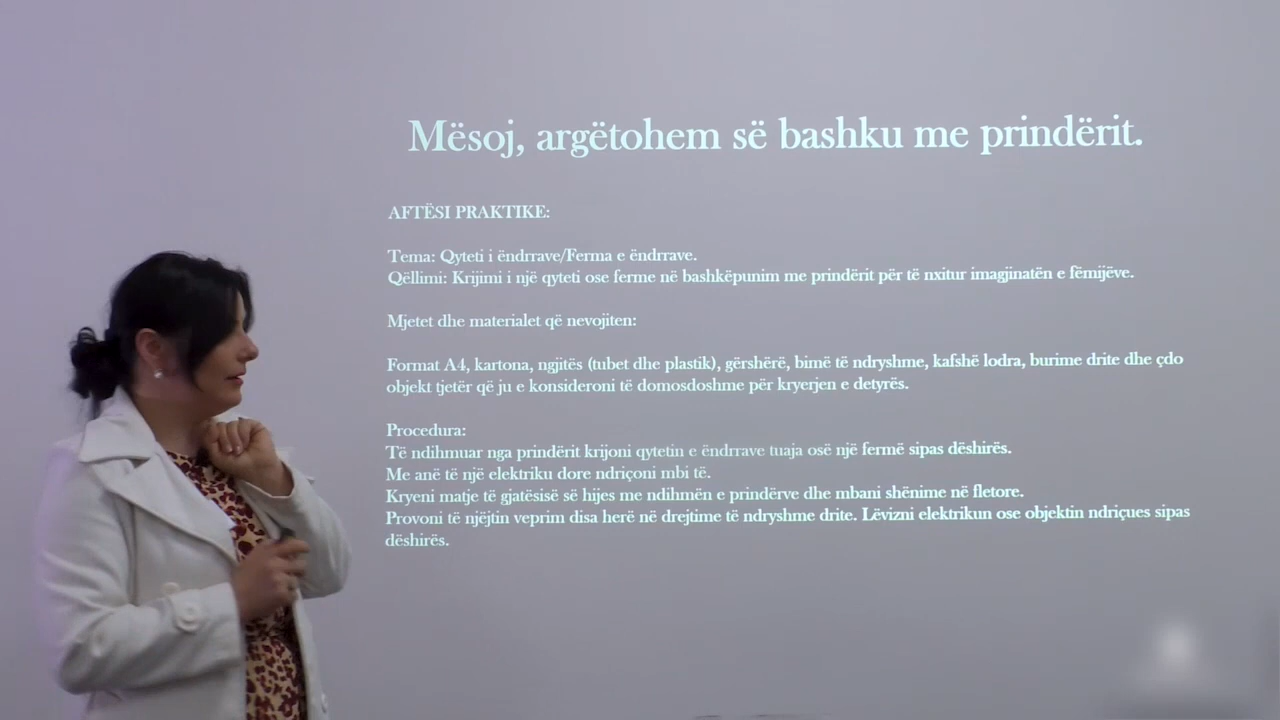 Mësoj, argëtohem së bashku me prindërit.
AFTËSI PRAKTIKE:
Tema: Qyteti i ëndrrave/Ferma e ëndrrave.
Qëllimi: Krijimi i një qyteti ose ferme në bashkëpunim me prindërit për të nxitur imagjinatën e fëmijëve.
Mjetet dhe materialet që nevojiten:
Format A4, kartona, ngjitës (tubet dhe plastik), gërshërë, bimë të ndryshme, kafshë lodra, burime drite dhe çdo
objekt tjetër që ju e konsideroni të domosdoshme për kryerjen e detyrës.
Procedura:
Të ndihmuar nga prindërit krijoni qytetin e ëndrrave tuaja osë një fermë sipas dëshirës.
Me anë të një elektriku dore ndriçoni mbi të.
Kryeni matje të gjatësisë së hijes me ndihmën e prindërve dhe mbani shënime në fletore.
Provoni të njëjtin veprim disa herë në drejtime të ndryshme drite. Lëvizni elektrikun ose objektin ndriçues sipas
dëshirës.